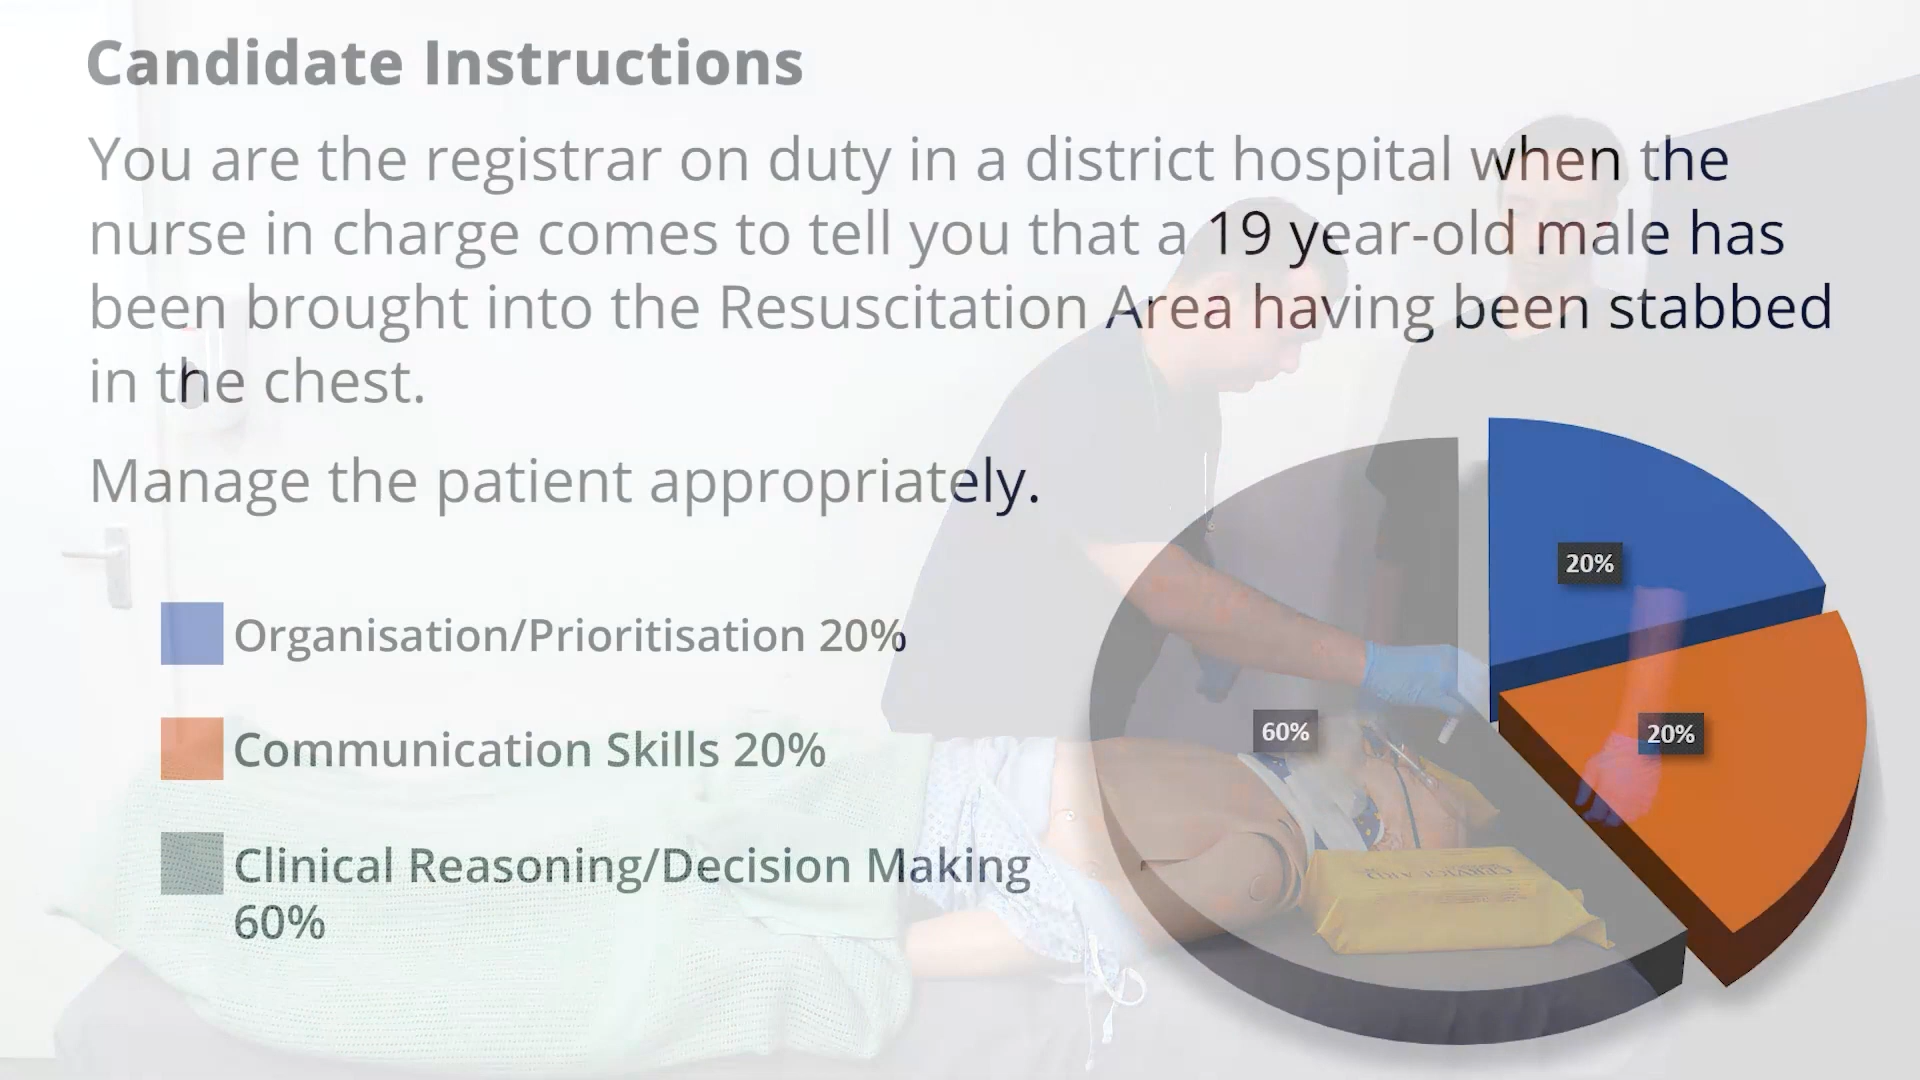 Candidate Instructions
You are the registrar on duty in a district hospital when the
nurse in charge comes to tell you that a 19 year-old male has
been brought into the Resuscitation Area having been stabbed
in the chest.
Manage the patient appropriately.
Organisation/Prioritisation 20%
Communication Skills 20%
Clinical Reasoning/Decision Making
60%
20%
60%
20%